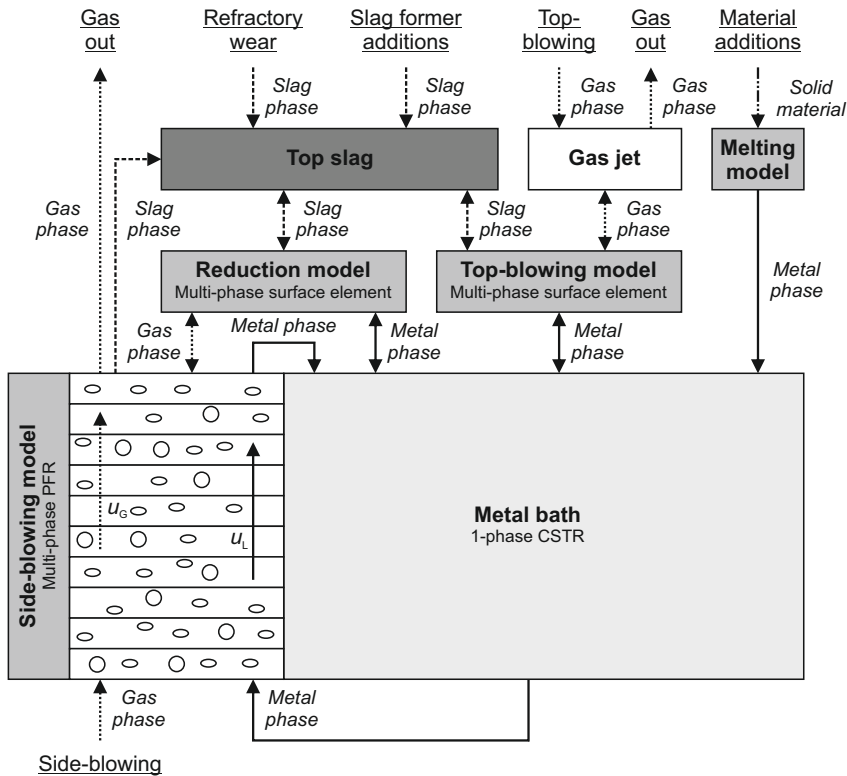 Gas
out
Refractory
wear
Slag former
additions
Top-
blowing
Gas
out
Material
additions
Slag
phase
Slag
phase
Gas
phase
Gas
phase
Solid
material
Top slag
Gas jet
Melting
model
Gas
phase
Slag
phase
Slag
phase
Slag
phase
Gas
phase
Reduction model
Multi-phase surface element
Top-blowing model
Multi-phase surface element
Metal
phase
Gas
phase
Metal phase
Metal
phase
Metal
phase
Side-blowing model
Multi-phase PFR
uG
uL
Metal bath
1-phase CSTR
Gas
phase
Metal
phase
Side-blowing